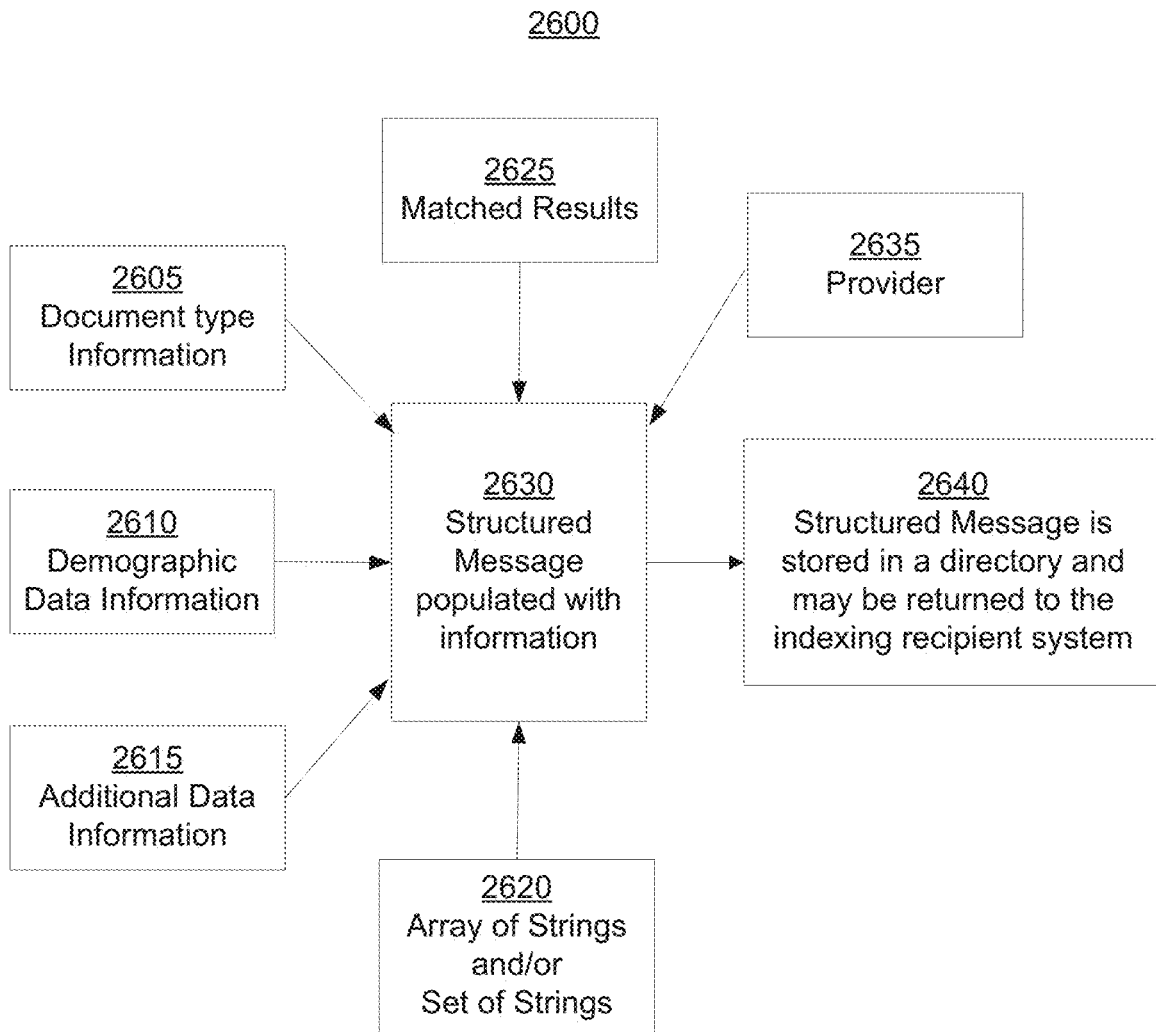 2600
2625
Matched Results
2635
Provider
2605
Document type
Information
2630
Structured
Message
populated with
information
2640
Structured Message is
stored in a directory and
may be returned to the
indexing recipient system
2610
Demographic
Data Information
2615
Additional Data
Information
2620
Array of Strings
and/or
Set of Strings